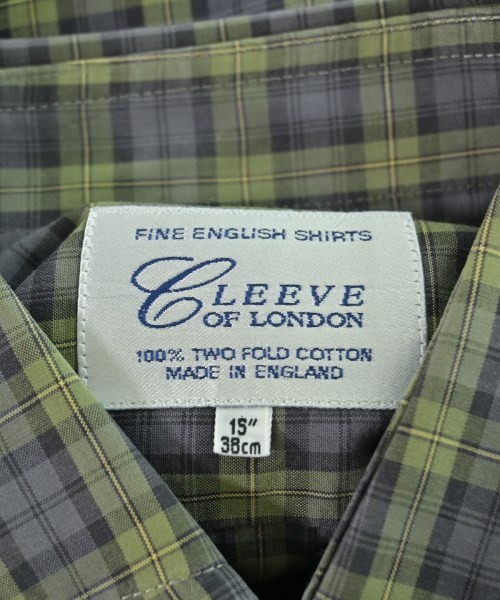 FINE ENGLISH SHIRTS
CLEEVE
OF LONDON
100% TWO FOLD COTTON
MADE IN ENGLAND
15"
38cm